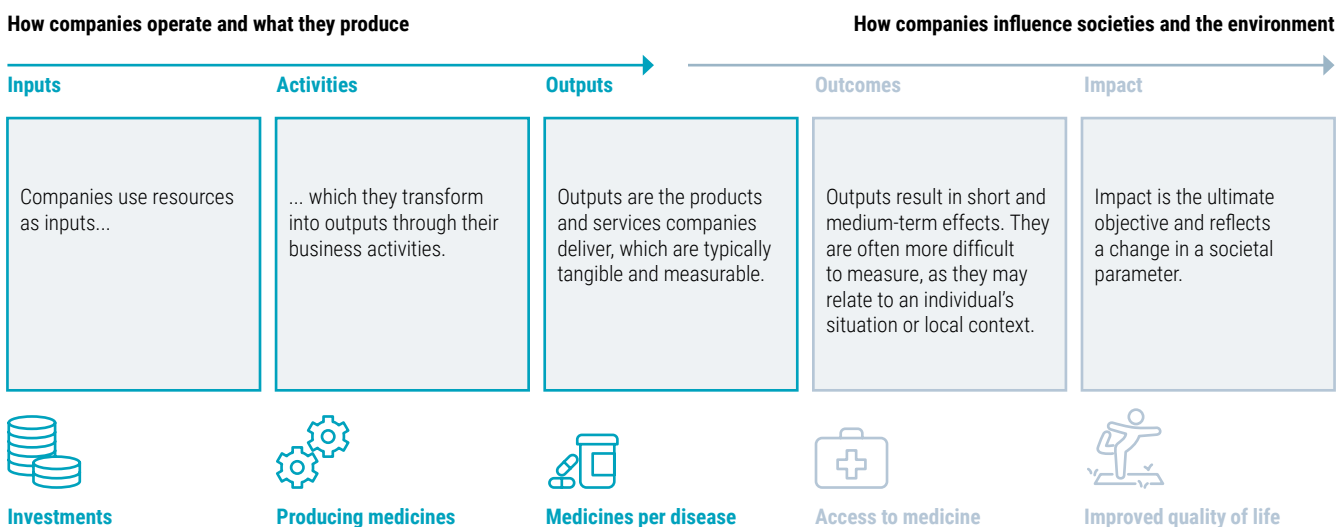 How companies operate and what they produce
How companies influence societies and the environment
Inputs
Activities
Outputs
Outcomes
Impact
Companies use resources
as inputs...
... which they transform
into outputs through their
business activities.
Outputs are the products
and services companies
deliver, which are typically
tangible and measurable.
Outputs result in short and
medium-term effects. They
are often more difficult
to measure, as they may
relate to an individual’s
situation or local context.
Impact is the ultimate
objective and reflects
a change in a societal
parameter.
Investments
Producing medicines
Medicines per disease
Access to medicine
Improved quality of life